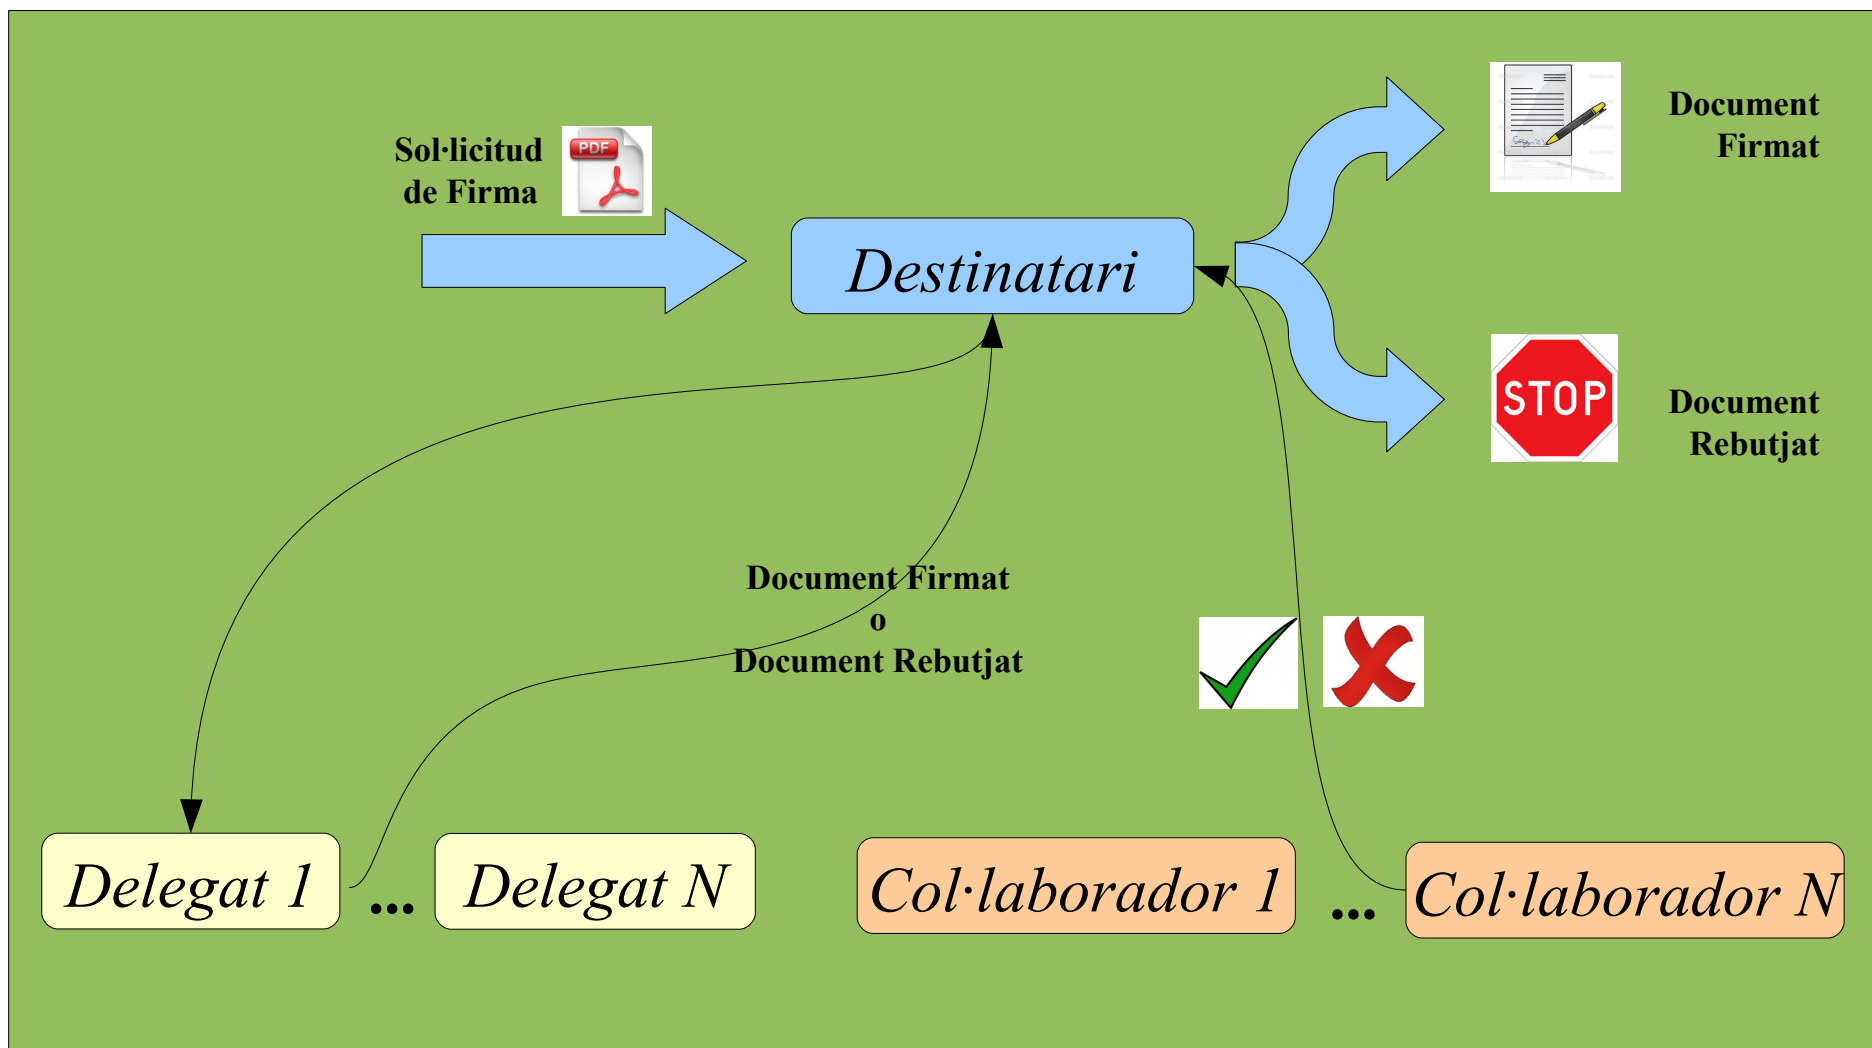 Sol·licitud
de Firma
PDF
Destinatari
Document
Firmat
STOP
Document
Rebutjat
Document Firmat
o
Document Rebutjat
Delegat 1
...
Delegat N
Col·laborador 1
...
Col·laborador N